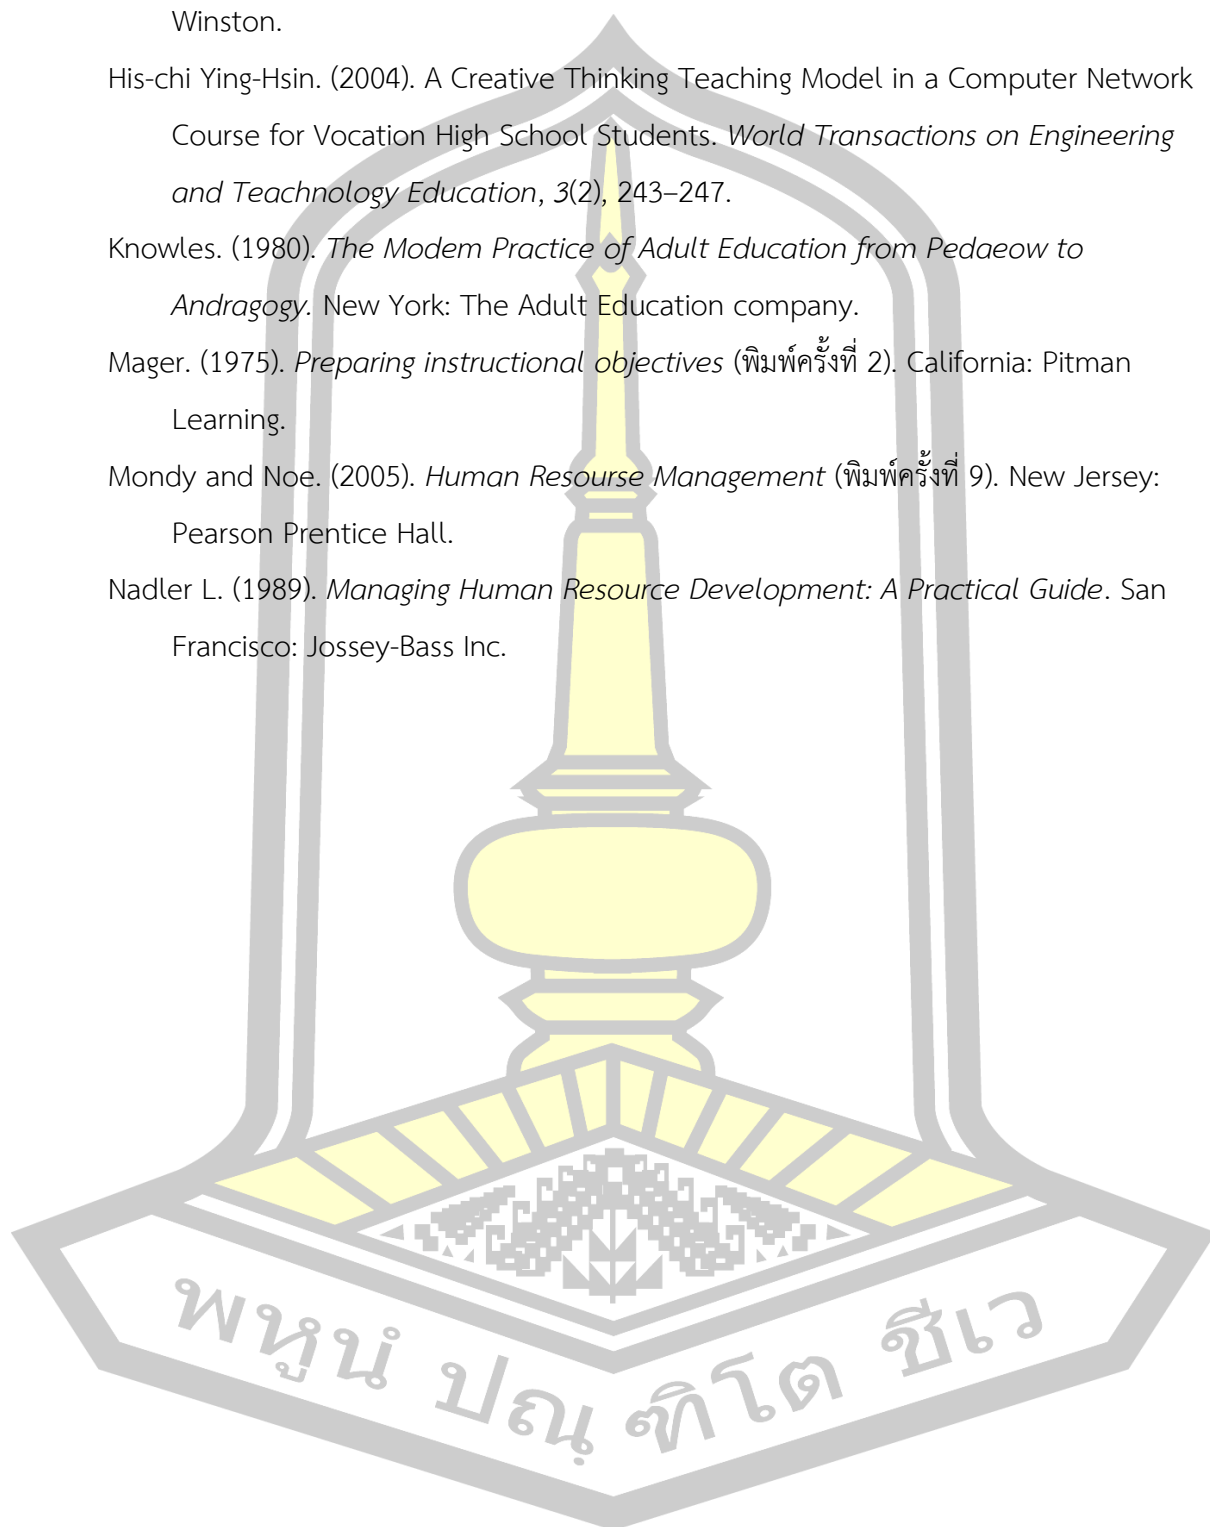 Winston.
His-chi Ying-Hsin. (2004). A Creative Thinking Teaching Model in a Computer Network
Course for Vocation High School Students. World Transactions on Engineering
and Teachnology Education, 3(2), 243–247.
Knowles. (1980). The Modem Practice of Adult Education from Pedaeow to
Andragogy. New York: The Adult Education company.
Mager. (1975). Preparing instructional objectives (พิมพ์ครั้งที่ 2). California: Pitman
Learning.
Mondy and Noe. (2005). Human Resourse Management (พิมพ์ครั้งที่ 9). New Jersey:
Pearson Prentice Hall.
Nadler L. (1989). Managing Human Resource Development: A Practical Guide. San
Francisco: Jossey-Bass Inc.
พหูนํ ปณฺฑิโต ชีเว